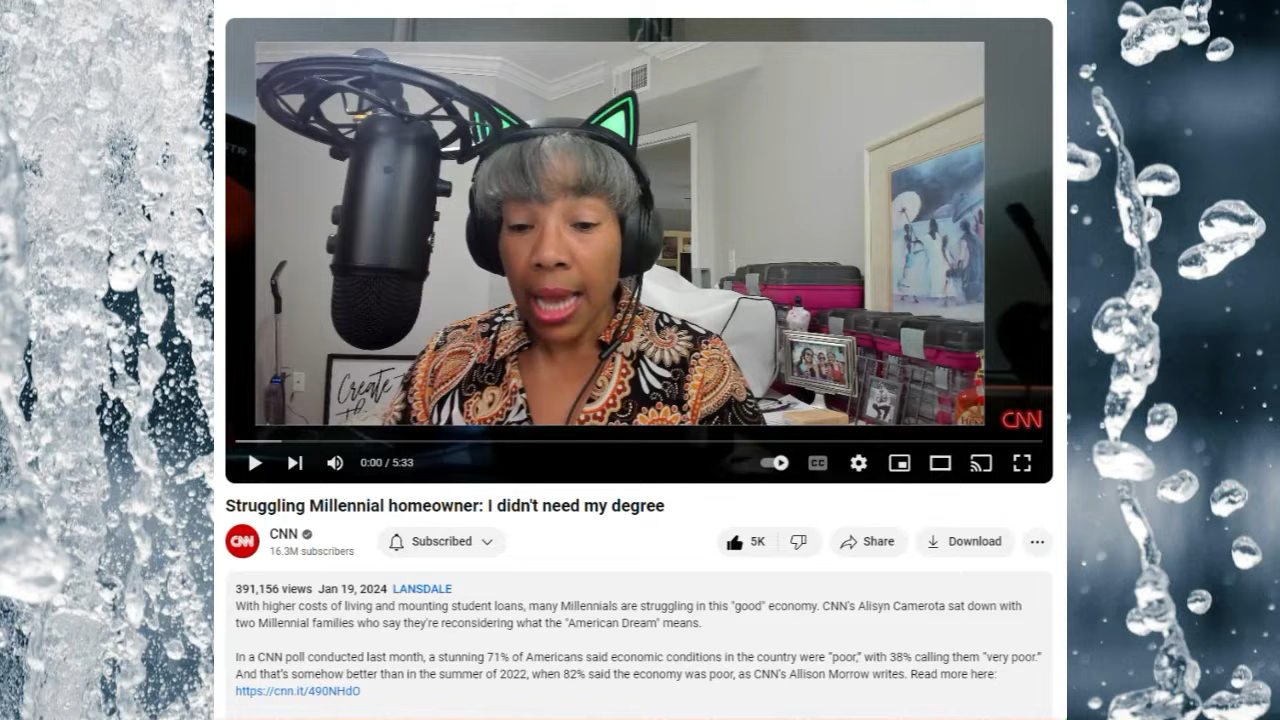 Create
CNN
0:00 / 5:33
CC
Struggling Millennial homeowner: I didn't need my degree
CNN
CNN
16.3M subscribers
Subscribed
5K
Share
Download
391,156 views Jan 19, 2024 LANSDALE
With higher costs of living and mounting student loans, many Millennials are struggling in this "good" economy. CNN's Alisyn Camerota sat down with
two Millennial families who say they're reconsidering what the "American Dream" means.
In a CNN poll conducted last month, a stunning 71% of Americans said economic conditions in the country were "poor," with 38% calling them "very poor."
And that's somehow better than in the summer of 2022, when 82% said the economy was poor, as CNN's Allison Morrow writes. Read more here:
https://cnn.it/490NHdO